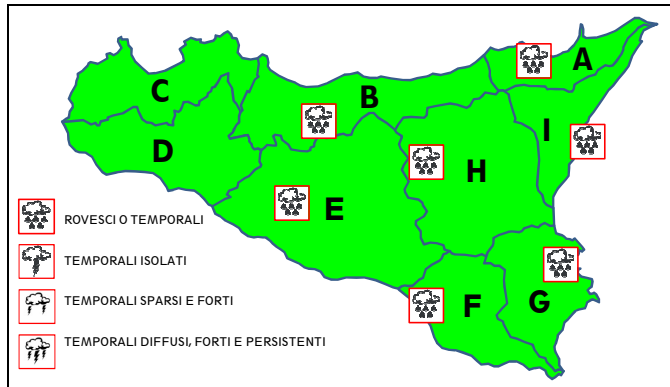 A
C
B
I
D
H
E
ROVESCI O TEMPORALI
TEMPORALI ISOLATI
TEMPORALI SPARSI E FORTI
F
G
TEMPORALI DIFFUSI, FORTI E PERSISTENTI